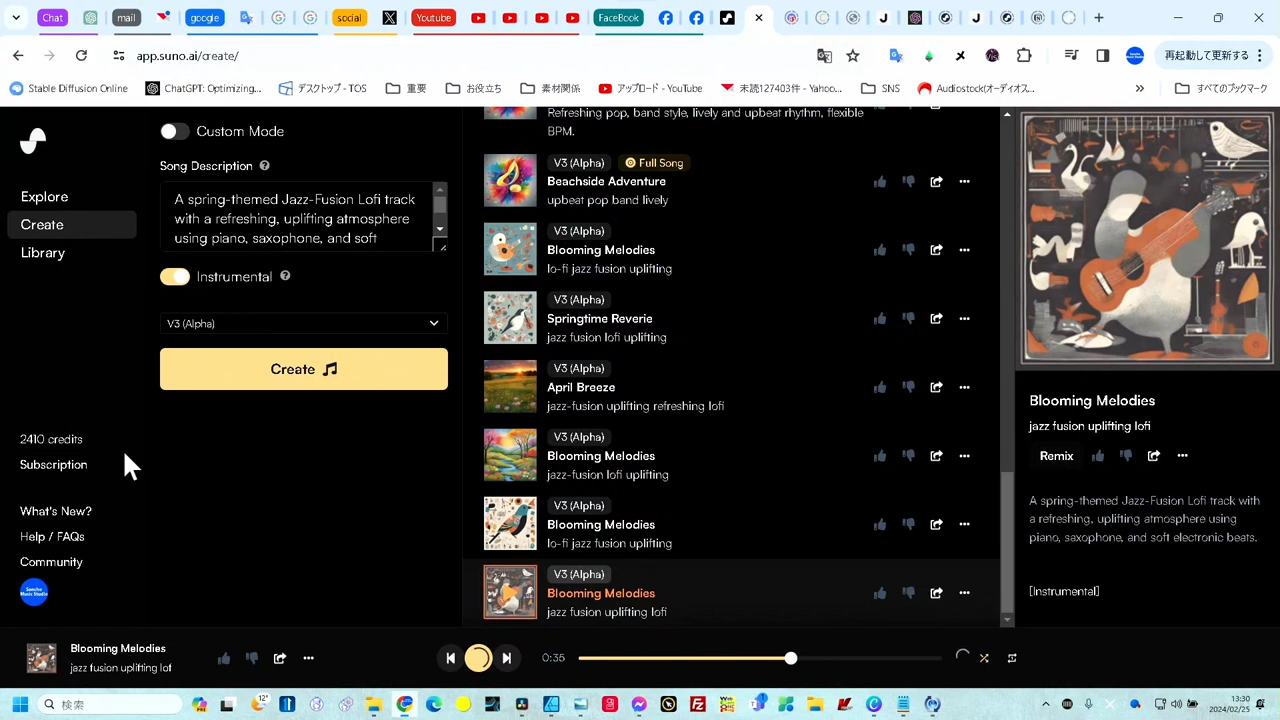 Chat
mail
google
social
Youtube
FaceBook
app.suno.ai/create/
再起動して更新する
Stable Diffusion Online
ChatGPT: Optimizing...
デスクトップ - TOS
重要
お役立ち
素材関係
アップロード - YouTube
未読127403件 - Yahoo...
SNS
Audiostock(オーディオス...
»
すべてのブックマーク
Explore
Create
Library
2410 credits
Subscription
What's New?
Help / FAQs
Community
Custom Mode
Song Description
A spring-themed Jazz-Fusion Lofi track
with a refreshing, uplifting atmosphere
using piano, saxophone, and soft
Instrumental
V3 (Alpha)
Create
Refreshing pop, band style, lively and upbeat rhythm, flexible
BPM.
V3 (Alpha) Full Song
Beachside Adventure
upbeat pop band lively
V3 (Alpha)
Blooming Melodies
lo-fi jazz fusion uplifting
V3 (Alpha)
Springtime Reverie
jazz fusion lofi uplifting
V3 (Alpha)
April Breeze
jazz-fusion uplifting refreshing lofi
V3 (Alpha)
Blooming Melodies
jazz-fusion lofi uplifting
V3 (Alpha)
Blooming Melodies
lo-fi jazz fusion uplifting
V3 (Alpha)
Blooming Melodies
jazz fusion uplifting lofi
Blooming Melodies
jazz fusion uplifting lofi
Remix
A spring-themed Jazz-Fusion Lofi track with
a refreshing, uplifting atmosphere using
piano, saxophone, and soft electronic beats.
[Instrumental]
Blooming Melodies
jazz fusion uplifting lof
0:35
検索
12°
13:30
2024/02/25